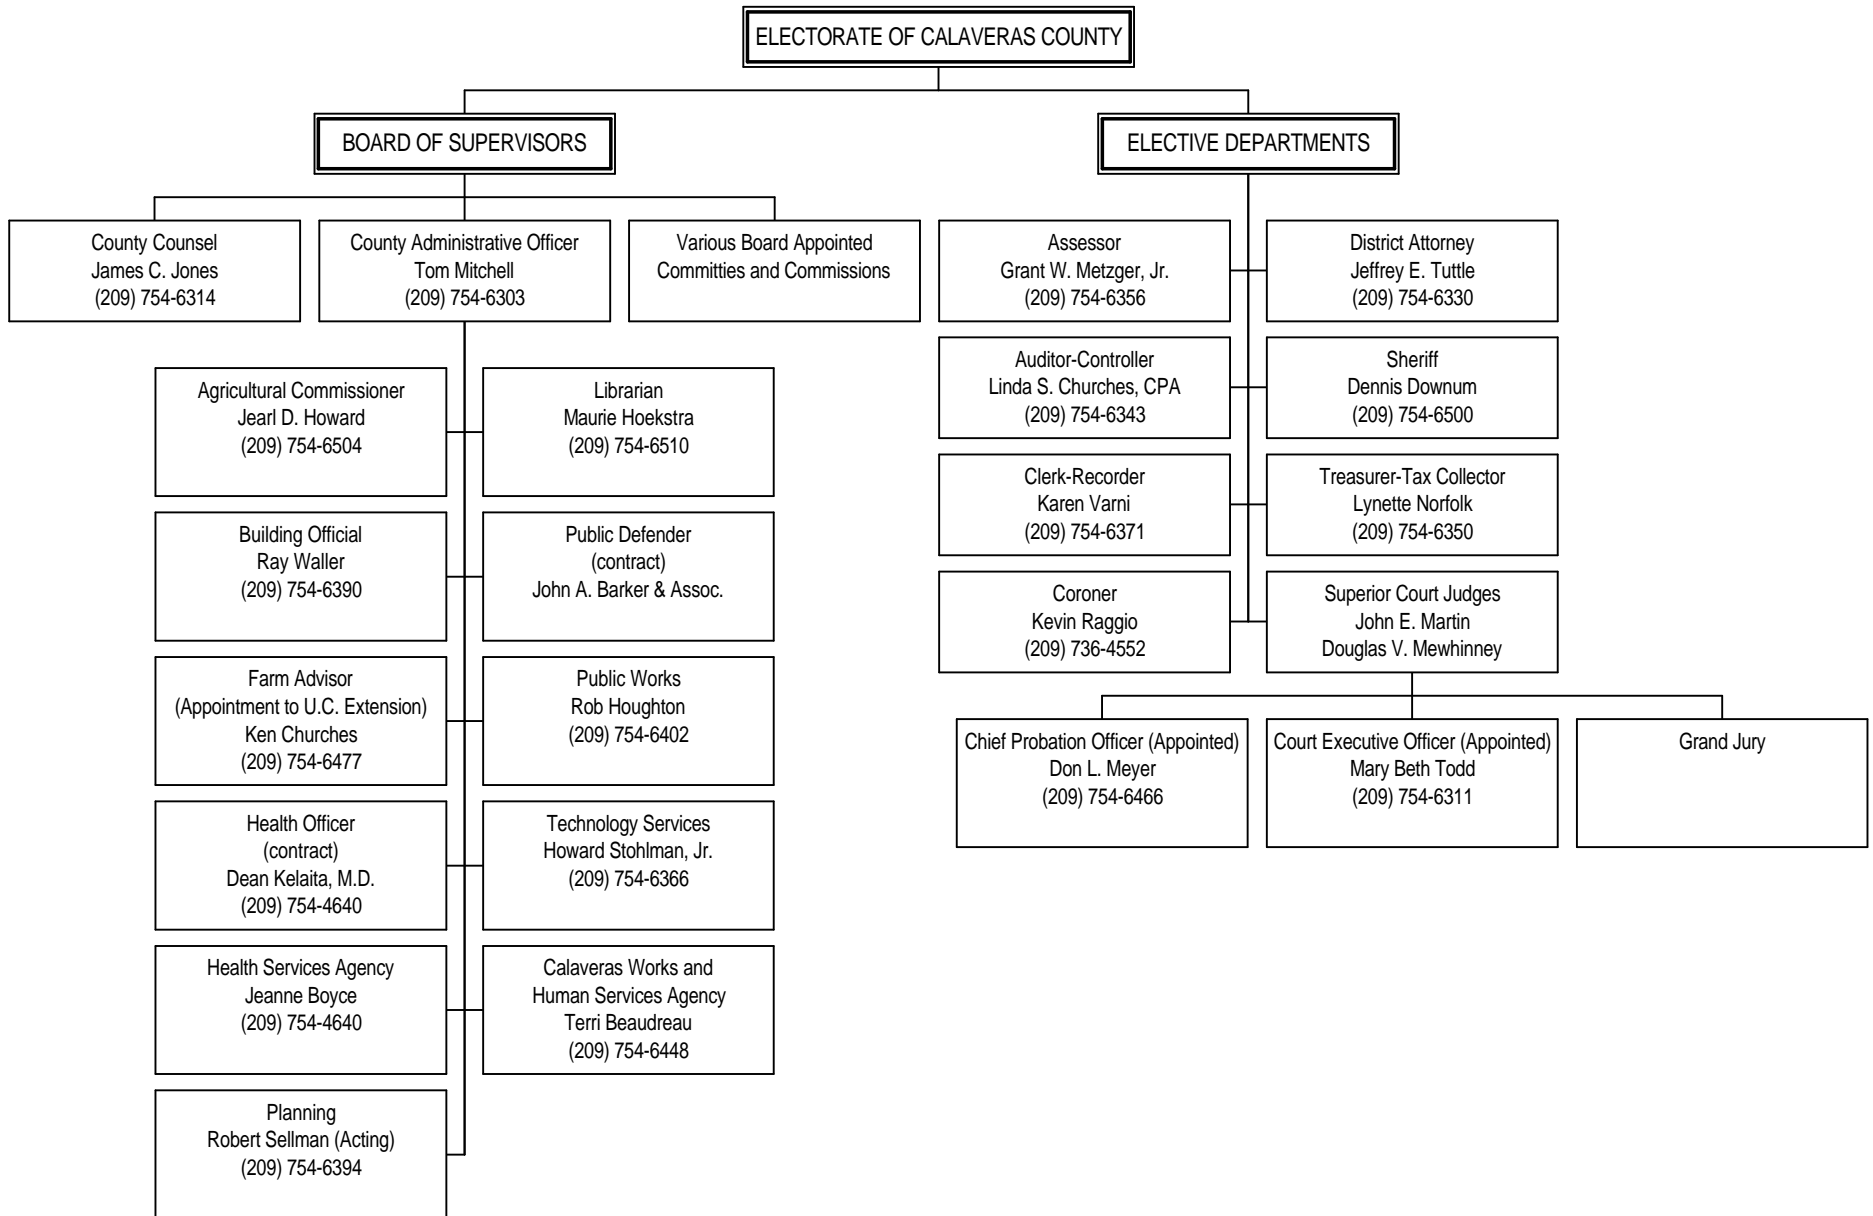 ELECTORATE OF CALAVERAS COUNTY
BOARD OF SUPERVISORS
ELECTIVE DEPARTMENTS
County Counsel
James C. Jones
(209) 754-6314
County Administrative Officer
Tom Mitchell
(209) 754-6303
Various Board Appointed
Committies and Commissions
Agricultural Commissioner
Jearl D. Howard
(209) 754-6504
Librarian
Maurie Hoekstra
(209) 754-6510
Building Official
Ray Waller
(209) 754-6390
Public Defender
(contract)
John A. Barker & Assoc.
Farm Advisor
(Appointment to U.C. Extension)
Ken Churches
(209) 754-6477
Public Works
Rob Houghton
(209) 754-6402
Health Officer
(contract)
Dean Kelaita, M.D.
(209) 754-4640
Technology Services
Howard Stohlman, Jr.
(209) 754-6366
Health Services Agency
Jeanne Boyce
(209) 754-4640
Calaveras Works and
Human Services Agency
Terri Beaudreau
(209) 754-6448
Planning
Robert Sellman (Acting)
(209) 754-6394
Assessor
Grant W. Metzger, Jr.
(209) 754-6356
District Attorney
Jeffrey E. Tuttle
(209) 754-6330
Auditor-Controller
Linda S. Churches, CPA
(209) 754-6343
Sheriff
Dennis Downum
(209) 754-6500
Clerk-Recorder
Karen Varni
(209) 754-6371
Treasurer-Tax Collector
Lynette Norfolk
(209) 754-6350
Coroner
Kevin Raggio
(209) 736-4552
Superior Court Judges
John E. Martin
Douglas V. Mewhinney
Chief Probation Officer (Appointed)
Don L. Meyer
(209) 754-6466
Court Executive Officer (Appointed)
Mary Beth Todd
(209) 754-6311
Grand Jury